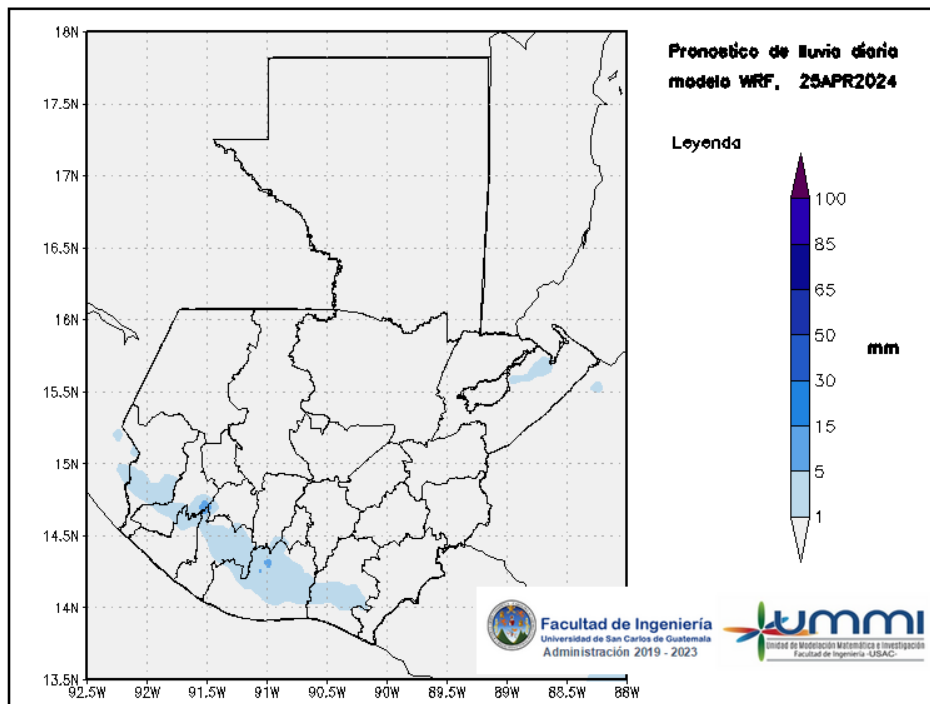 Pronostico de lluvia diaria
modelo WRF, 25APR2024
Leyenda
100
85
65
50
30
15
5
1
mm
18N
17.5N
17N
16.5N
16N
15.5N
15N
14.5N
14N
13.5N
92.5W
92W
91.5W
91W
90.5W
90W
89.5W
89W
88.5W
88W
Facultad de Ingeniería
Universidad de San Carlos de Guatemala
Administración 2019 - 2023
ummi
Unidad de Modelación Matemática e Investigación
Facultad de Ingeniería -USAC-